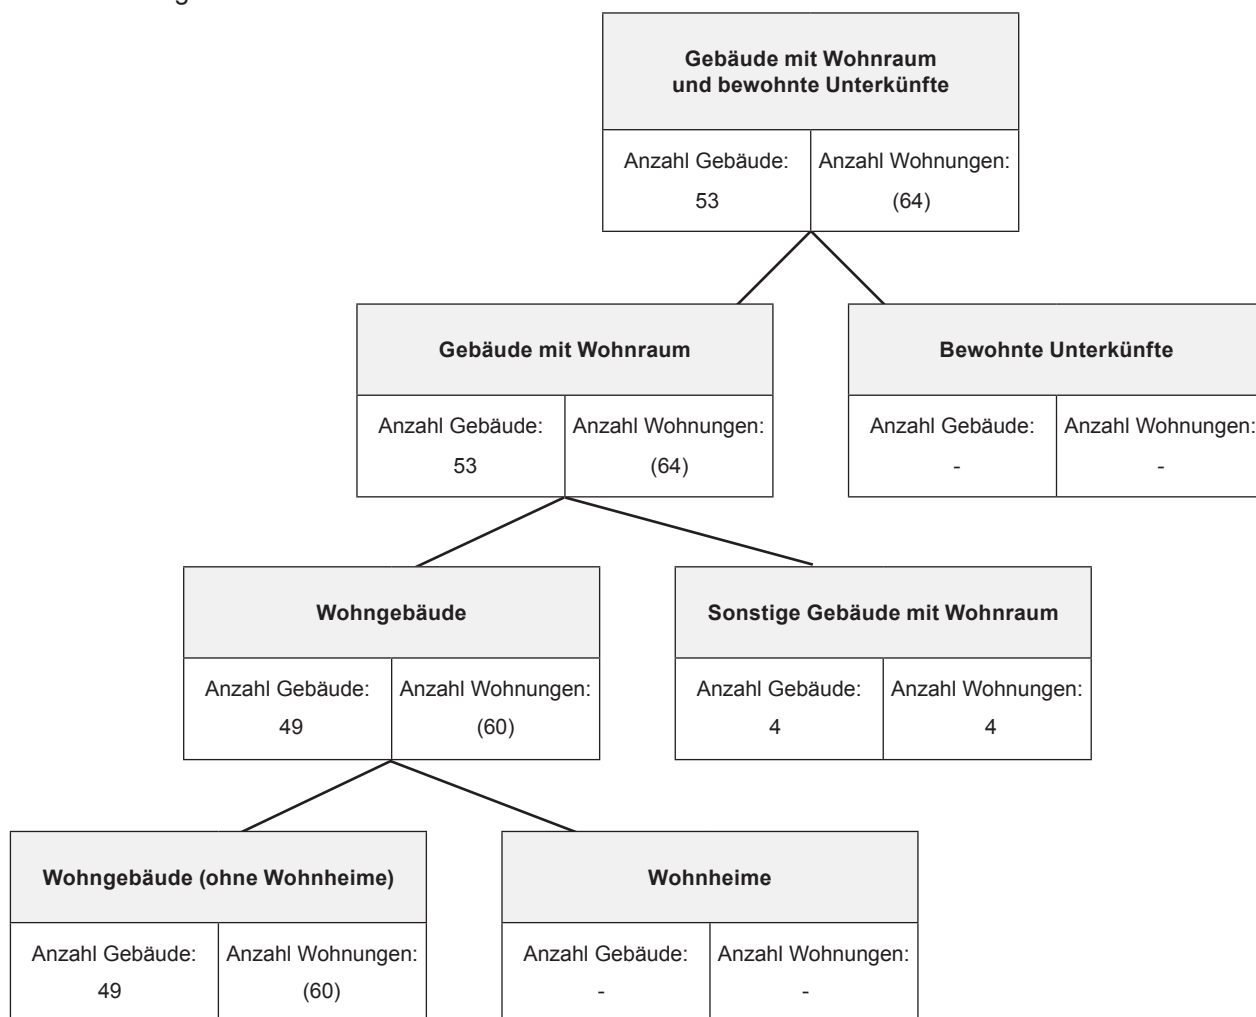 Gebäude mit Wohnraum
und bewohnte Unterkünfte
Anzahl Gebäude:
53
Anzahl Wohnungen:
(64)
Gebäude mit Wohnraum
Anzahl Gebäude:
53
Anzahl Wohnungen:
(64)
Bewohnte Unterkünfte
Anzahl Gebäude:
-
Anzahl Wohnungen:
-
Wohngebäude
Anzahl Gebäude:
49
Anzahl Wohnungen:
(60)
Sonstige Gebäude mit Wohnraum
Anzahl Gebäude:
4
Anzahl Wohnungen:
4
Wohngebäude (ohne Wohnheime)
Anzahl Gebäude:
49
Anzahl Wohnungen:
(60)
Wohnheime
Anzahl Gebäude:
-
Anzahl Wohnungen:
-